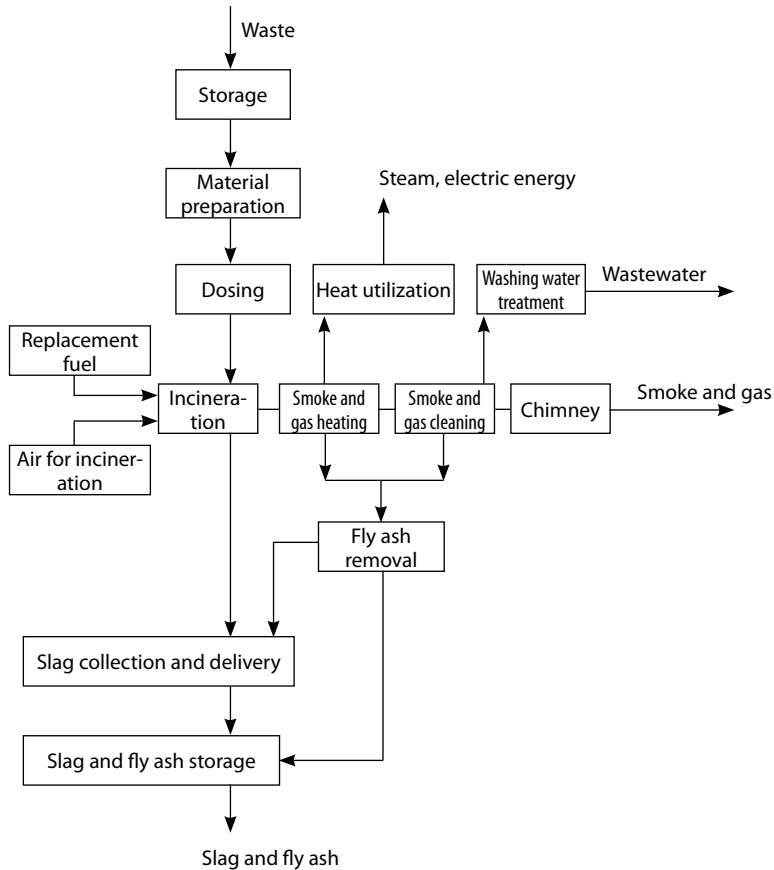 Waste
Storage
Material
preparation
Steam, electric energy
Dosing
Heat utilization
Washing water
treatment
Wastewater
Replacement
fuel
Incinera-
tion
Smoke and
gas heating
Smoke and
gas cleaning
Chimney
Smoke and gas
Air for inciner-
ation
Fly ash
removal
Slag collection and delivery
Slag and fly ash storage
Slag and fly ash